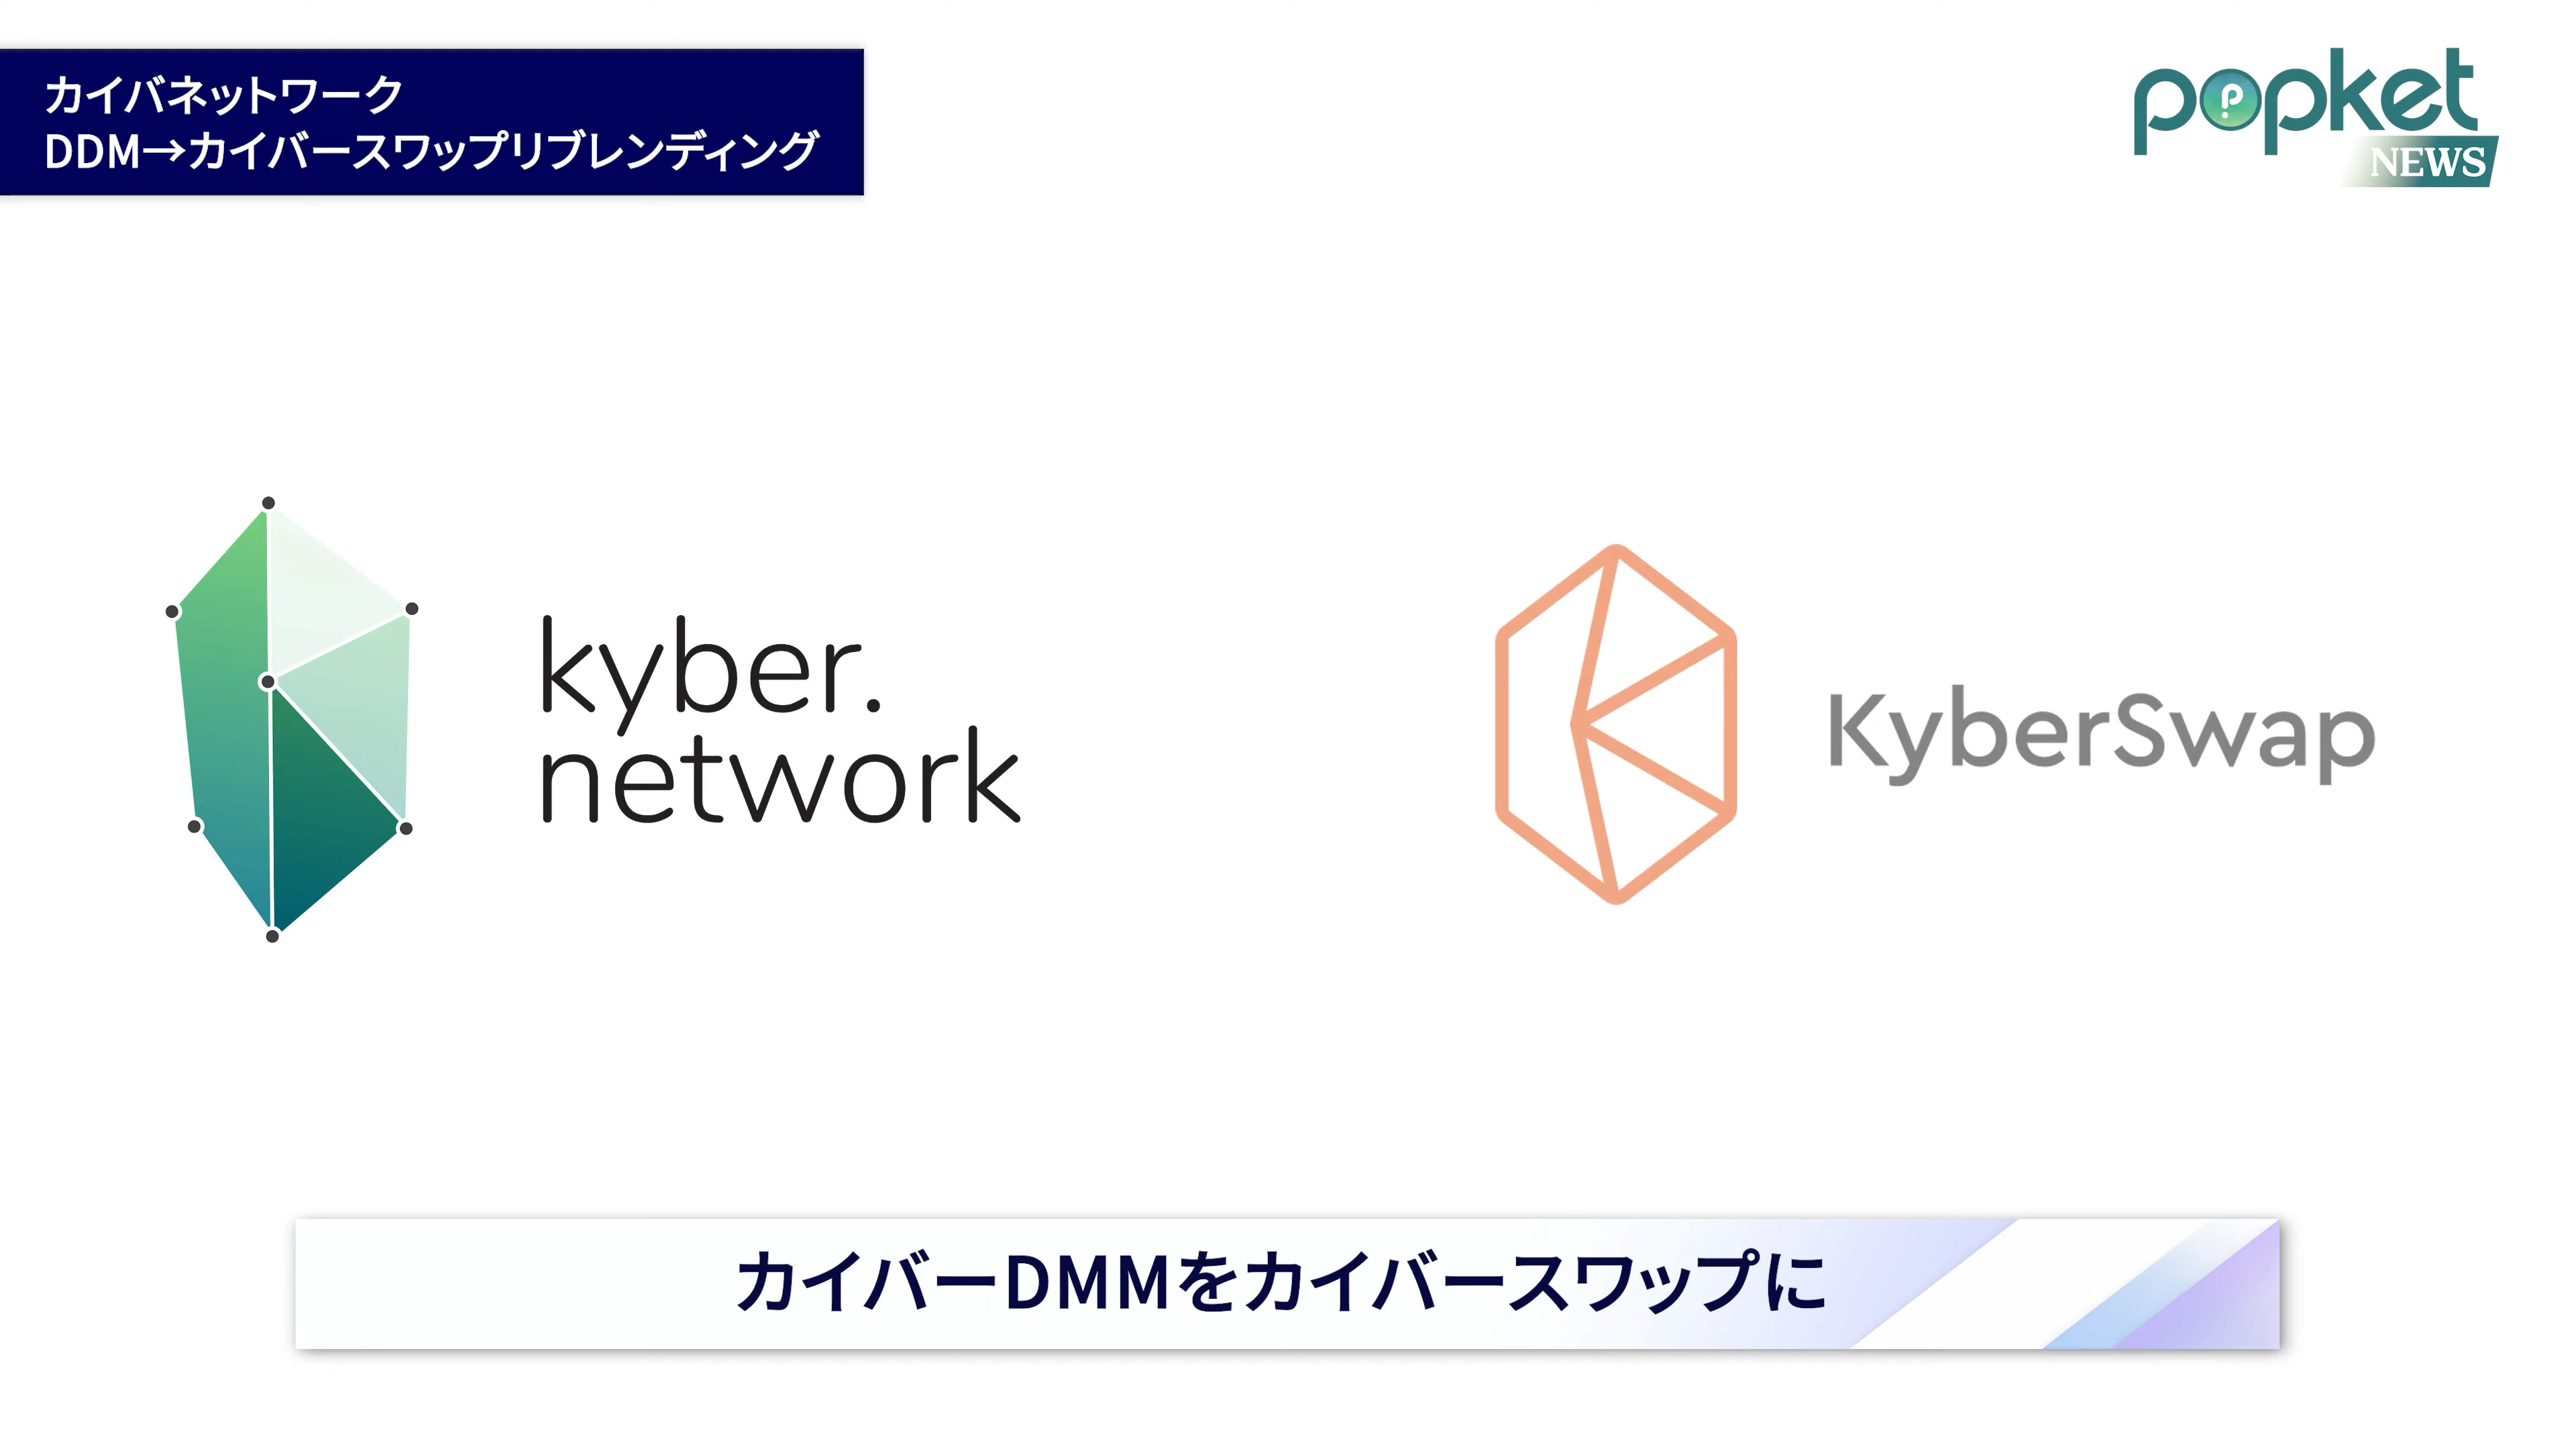 カイバネットワーク
DDM→カイバースワップリブレンディング
popket
NEWS
kyber.
network
KyberSwap
カイバーDMMをカイバースワップに